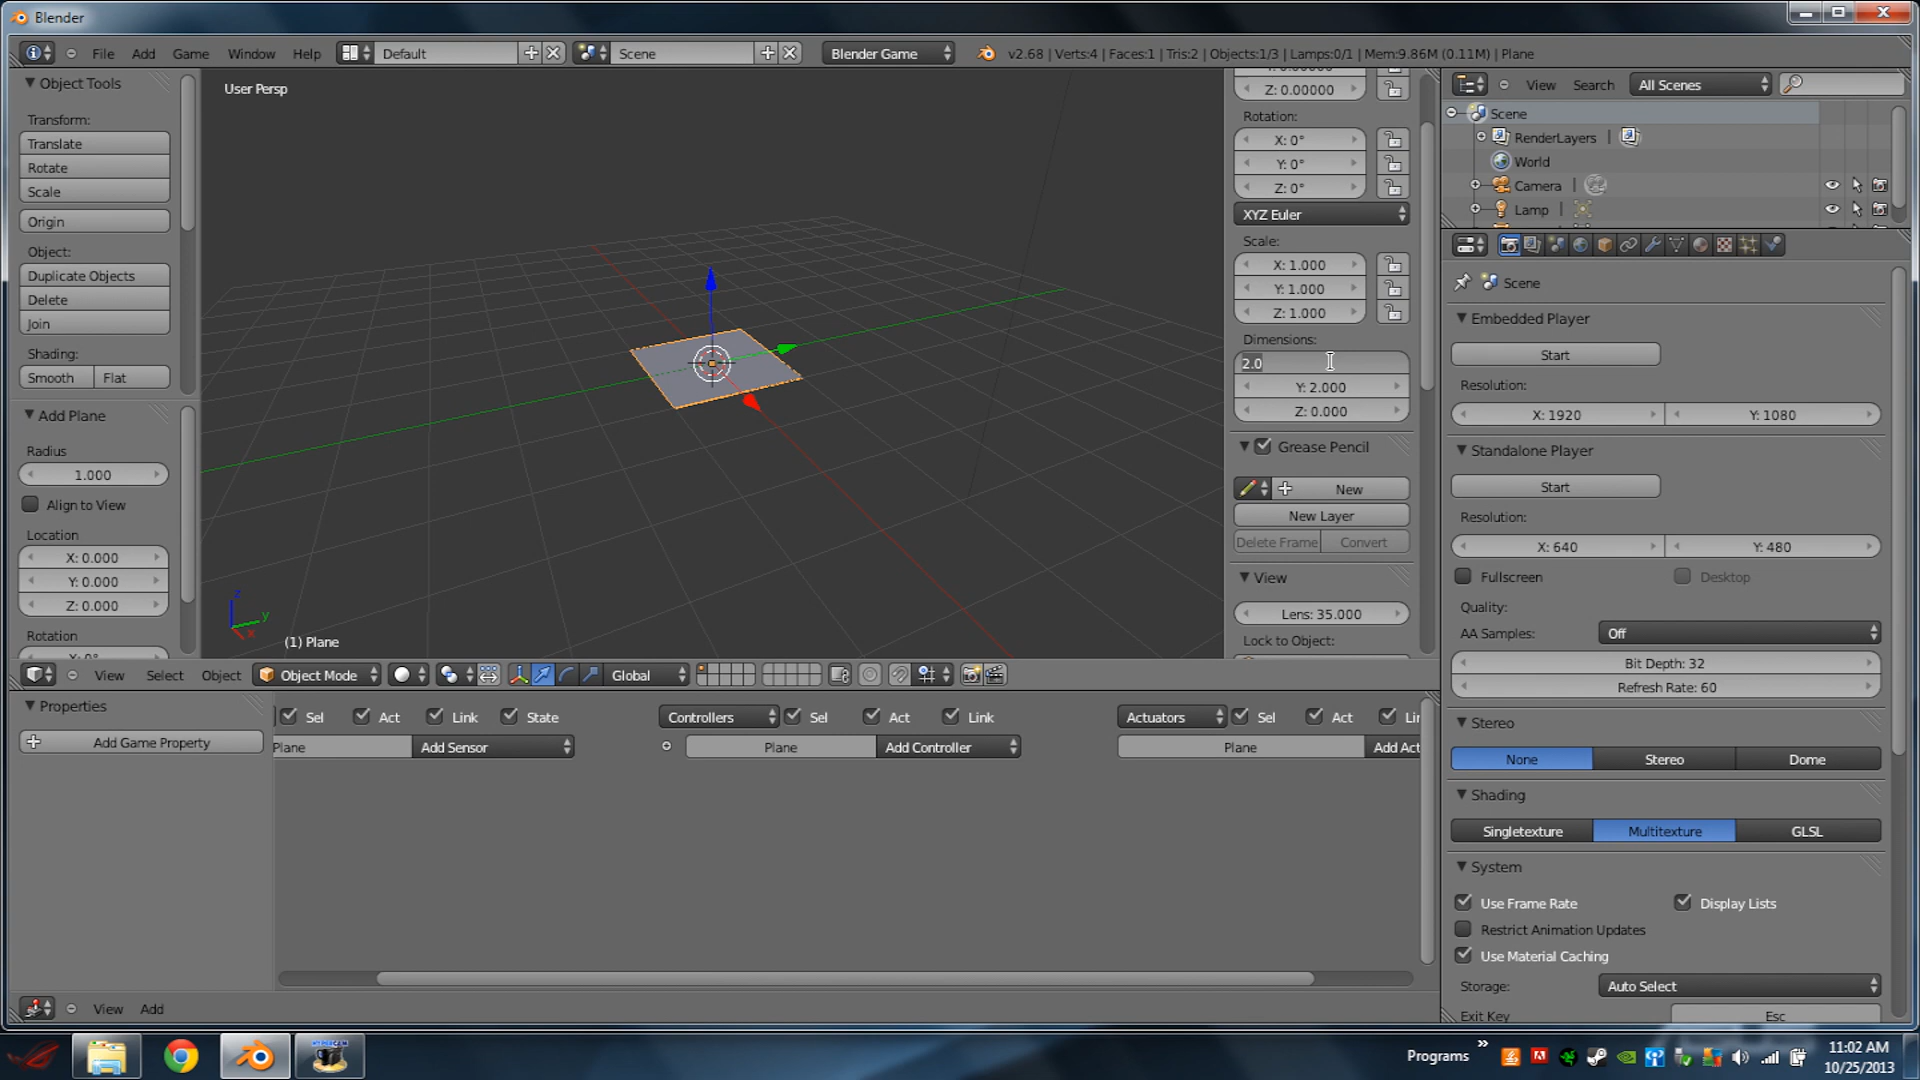 Blender
File Add Game Window Help Default Scene Blender Game v2.68 | Verts:4 | Faces:1 | Tris:2 | Objects:1/3 | Lamps:0/1 | Mem:9.86M (0.11M) | Plane
Object Tools
Transform:
Translate
Rotate
Scale
Origin
Object:
Duplicate Objects
Delete
Join
Shading:
Smooth Flat
Add Plane
Radius
1.000
Align to View
Location
X: 0.000
Y: 0.000
Z: 0.000
Rotation
User Persp
z
y
x
(1) Plane
Z: 0.00000
Rotation:
X: 0°
Y: 0°
Z: 0°
XYZ Euler
Scale:
X: 1.000
Y: 1.000
Z: 1.000
Dimensions:
2.0
Y: 2.000
Z: 0.000
Grease Pencil
New
New Layer
Delete Frame Convert
View
Lens: 35.000
Lock to Object:
View Search All Scenes
Scene
RenderLayers
World
Camera
Lamp
Scene
Embedded Player
Start
Resolution:
X: 1920 Y: 1080
Standalone Player
Start
Resolution:
X: 640 Y: 480
Fullscreen Desktop
Quality:
AA Samples: Off
Bit Depth: 32
Refresh Rate: 60
Stereo
None Stereo Dome
Shading
Singletexture Multitexture GLSL
System
Use Frame Rate Display Lists
Restrict Animation Updates
Use Material Caching
Storage: Auto Select
Exit Key Esc
View Select Object Object Mode Global
Properties
Add Game Property
Sel Act Link State Controllers Sel Act Link Actuators Sel Act Lin
Plane Add Sensor Plane Add Controller Plane Add Act
View Add
HYPERCAM
Programs
11:02 AM
10/25/2013